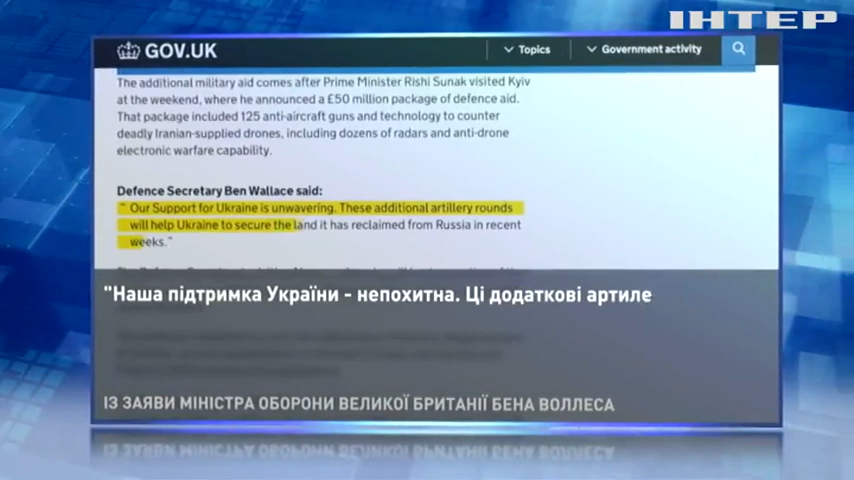 ІНТЕР
GOV.UK
Topics
Government activity
The additional military aid comes after Prime Minister Rishi Sunak visited Kyiv
at the weekend, where he announced a £50 million package of defence aid.
That package included 125 anti-aircraft guns and technology to counter
deadly Iranian-supplied drones, including dozens of radars and anti-drone
electronic warfare capability.
Defence Secretary Ben Wallace said:
" Our Support for Ukraine is unwavering. These additional artillery rounds
will help Ukraine to secure the land it has reclaimed from Russia in recent
weeks."
"Наша підтримка України - непохитна. Ці додаткові артиле
ІЗ ЗАЯВИ МІНІСТРА ОБОРОНИ ВЕЛИКОЇ БРИТАНІЇ БЕНА ВОЛЛЕСА